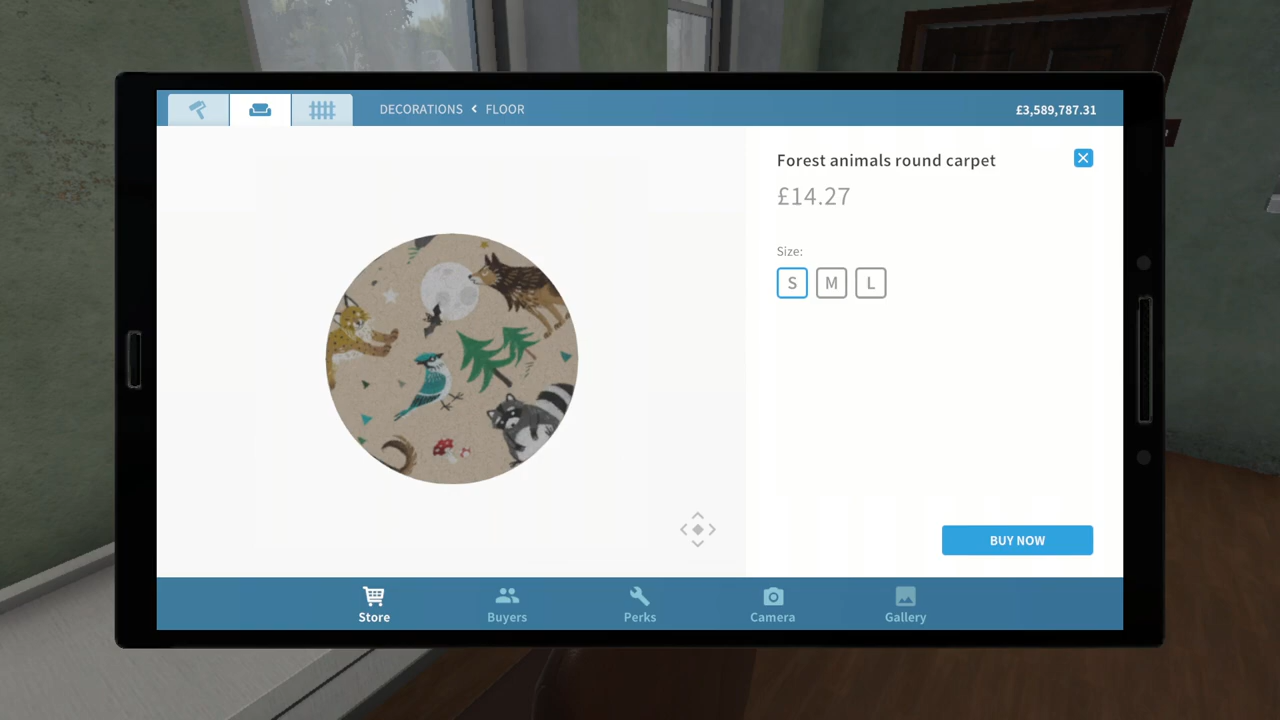 DECORATIONS < FLOOR
£3,589,787.31
Forest animals round carpet
£14.27
Size:
S M L
BUY NOW
Store Buyers Perks Camera Gallery